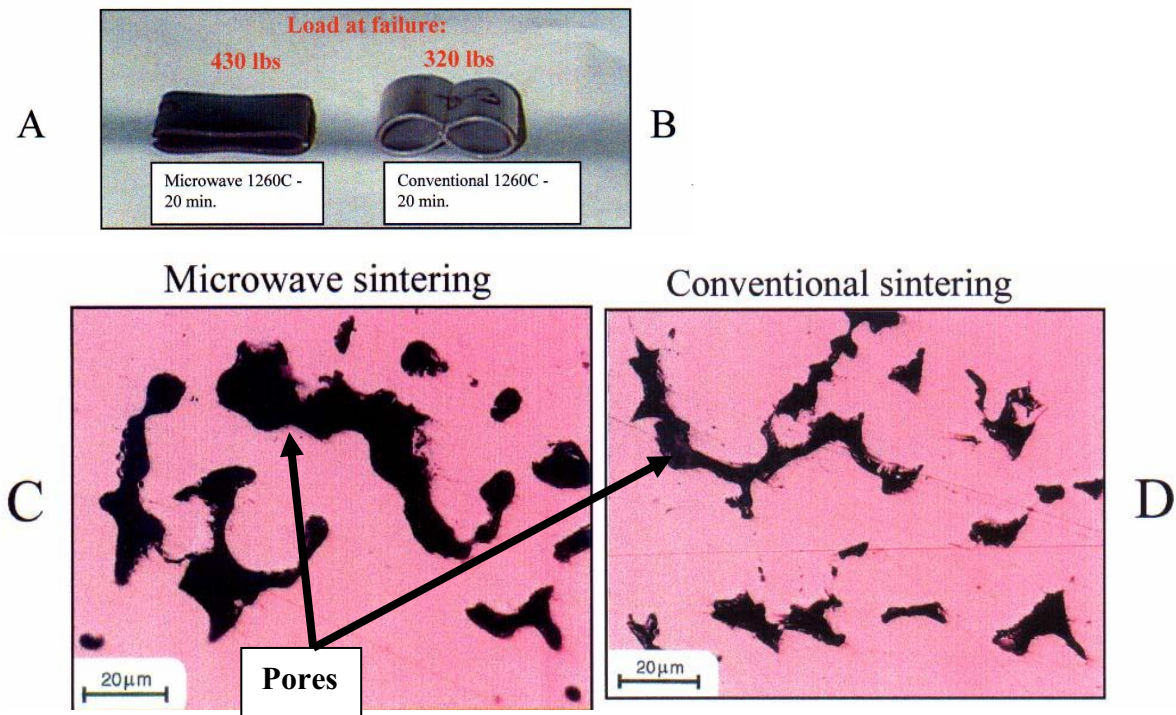 Load at failure:
430 lbs
320 lbs
A
B
Microwave 1260C -
20 min.
Conventional 1260C -
20 min.
Microwave sintering
Conventional sintering
C
D
Pores
20μm
20μm